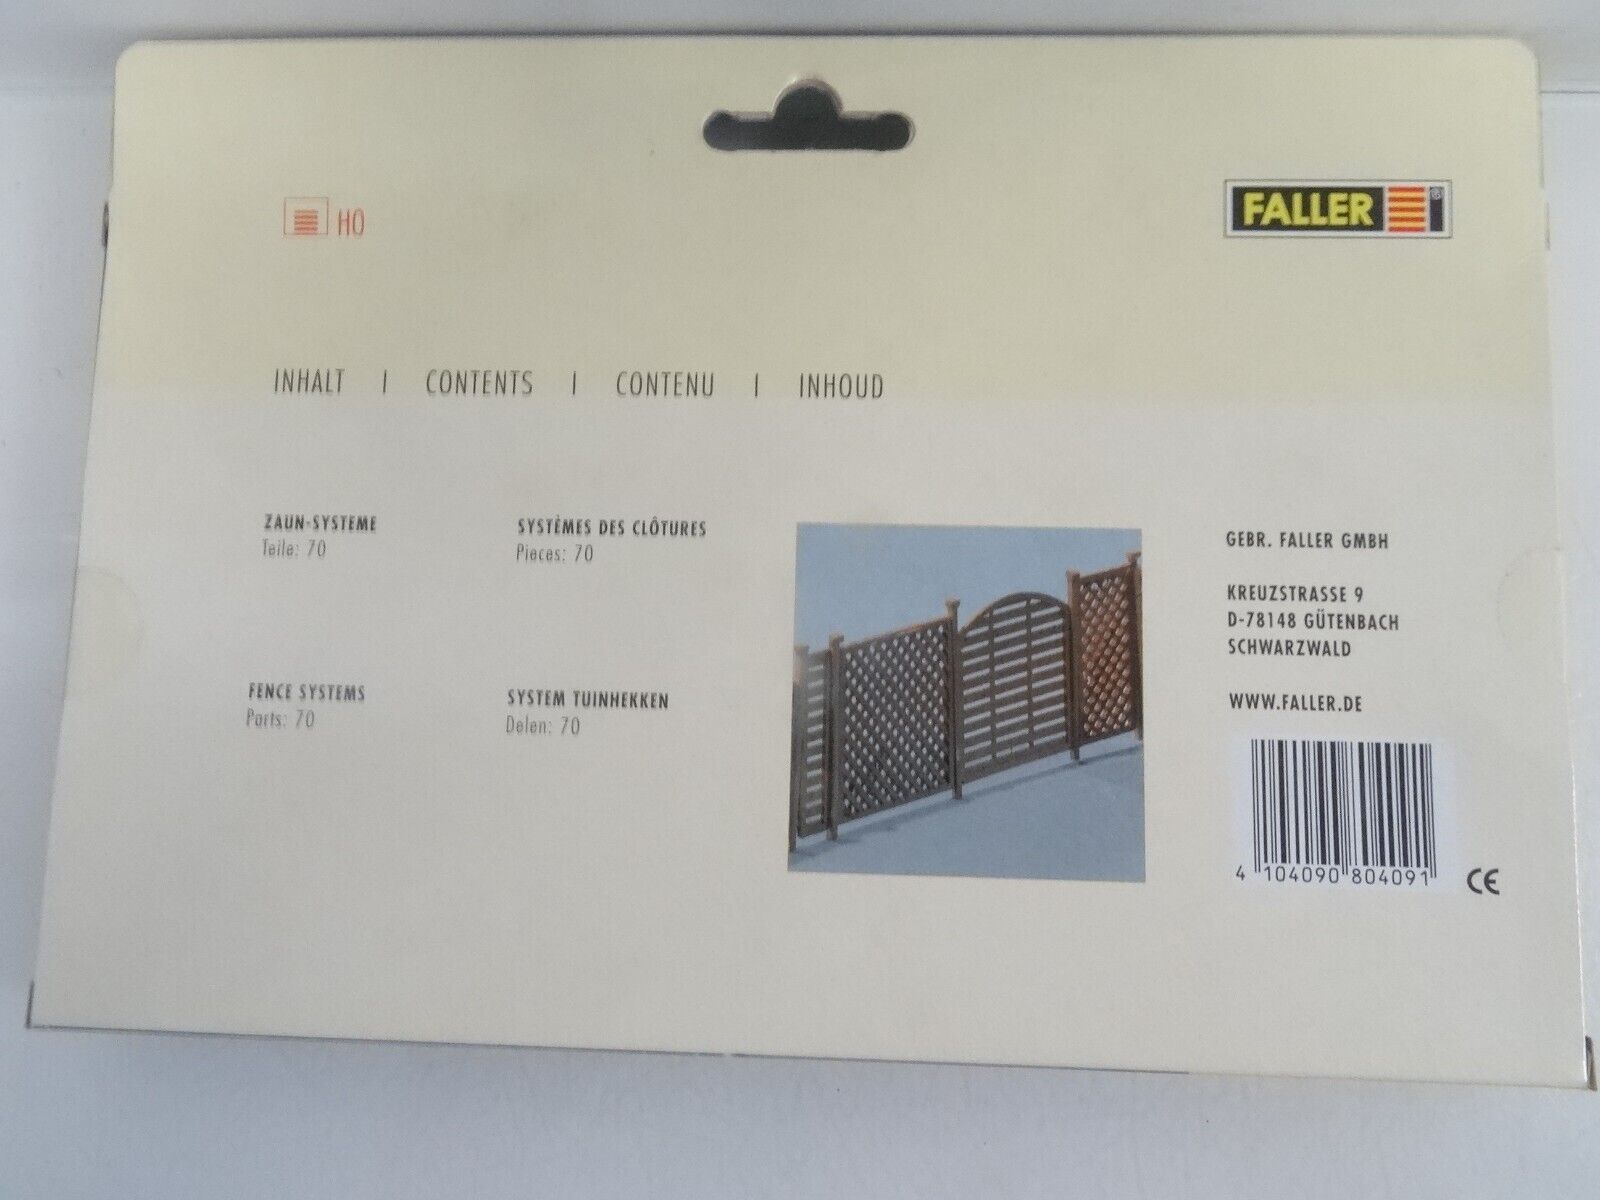 H0
FALLER
INHALT | CONTENTS | CONTENU | INHOUD
ZAUN-SYSTEME
Teile: 70
SYSTÈMES DES CLÔTURES
Pieces: 70
FENCE SYSTEMS
Parts: 70
SYSTEM TUINHEKKEN
Delen: 70
GEBR. FALLER GMBH
KREUZSTRASSE 9
D-78148 GÜTENBACH
SCHWARZWALD
WWW.FALLER.DE
4 104090 804091
CE